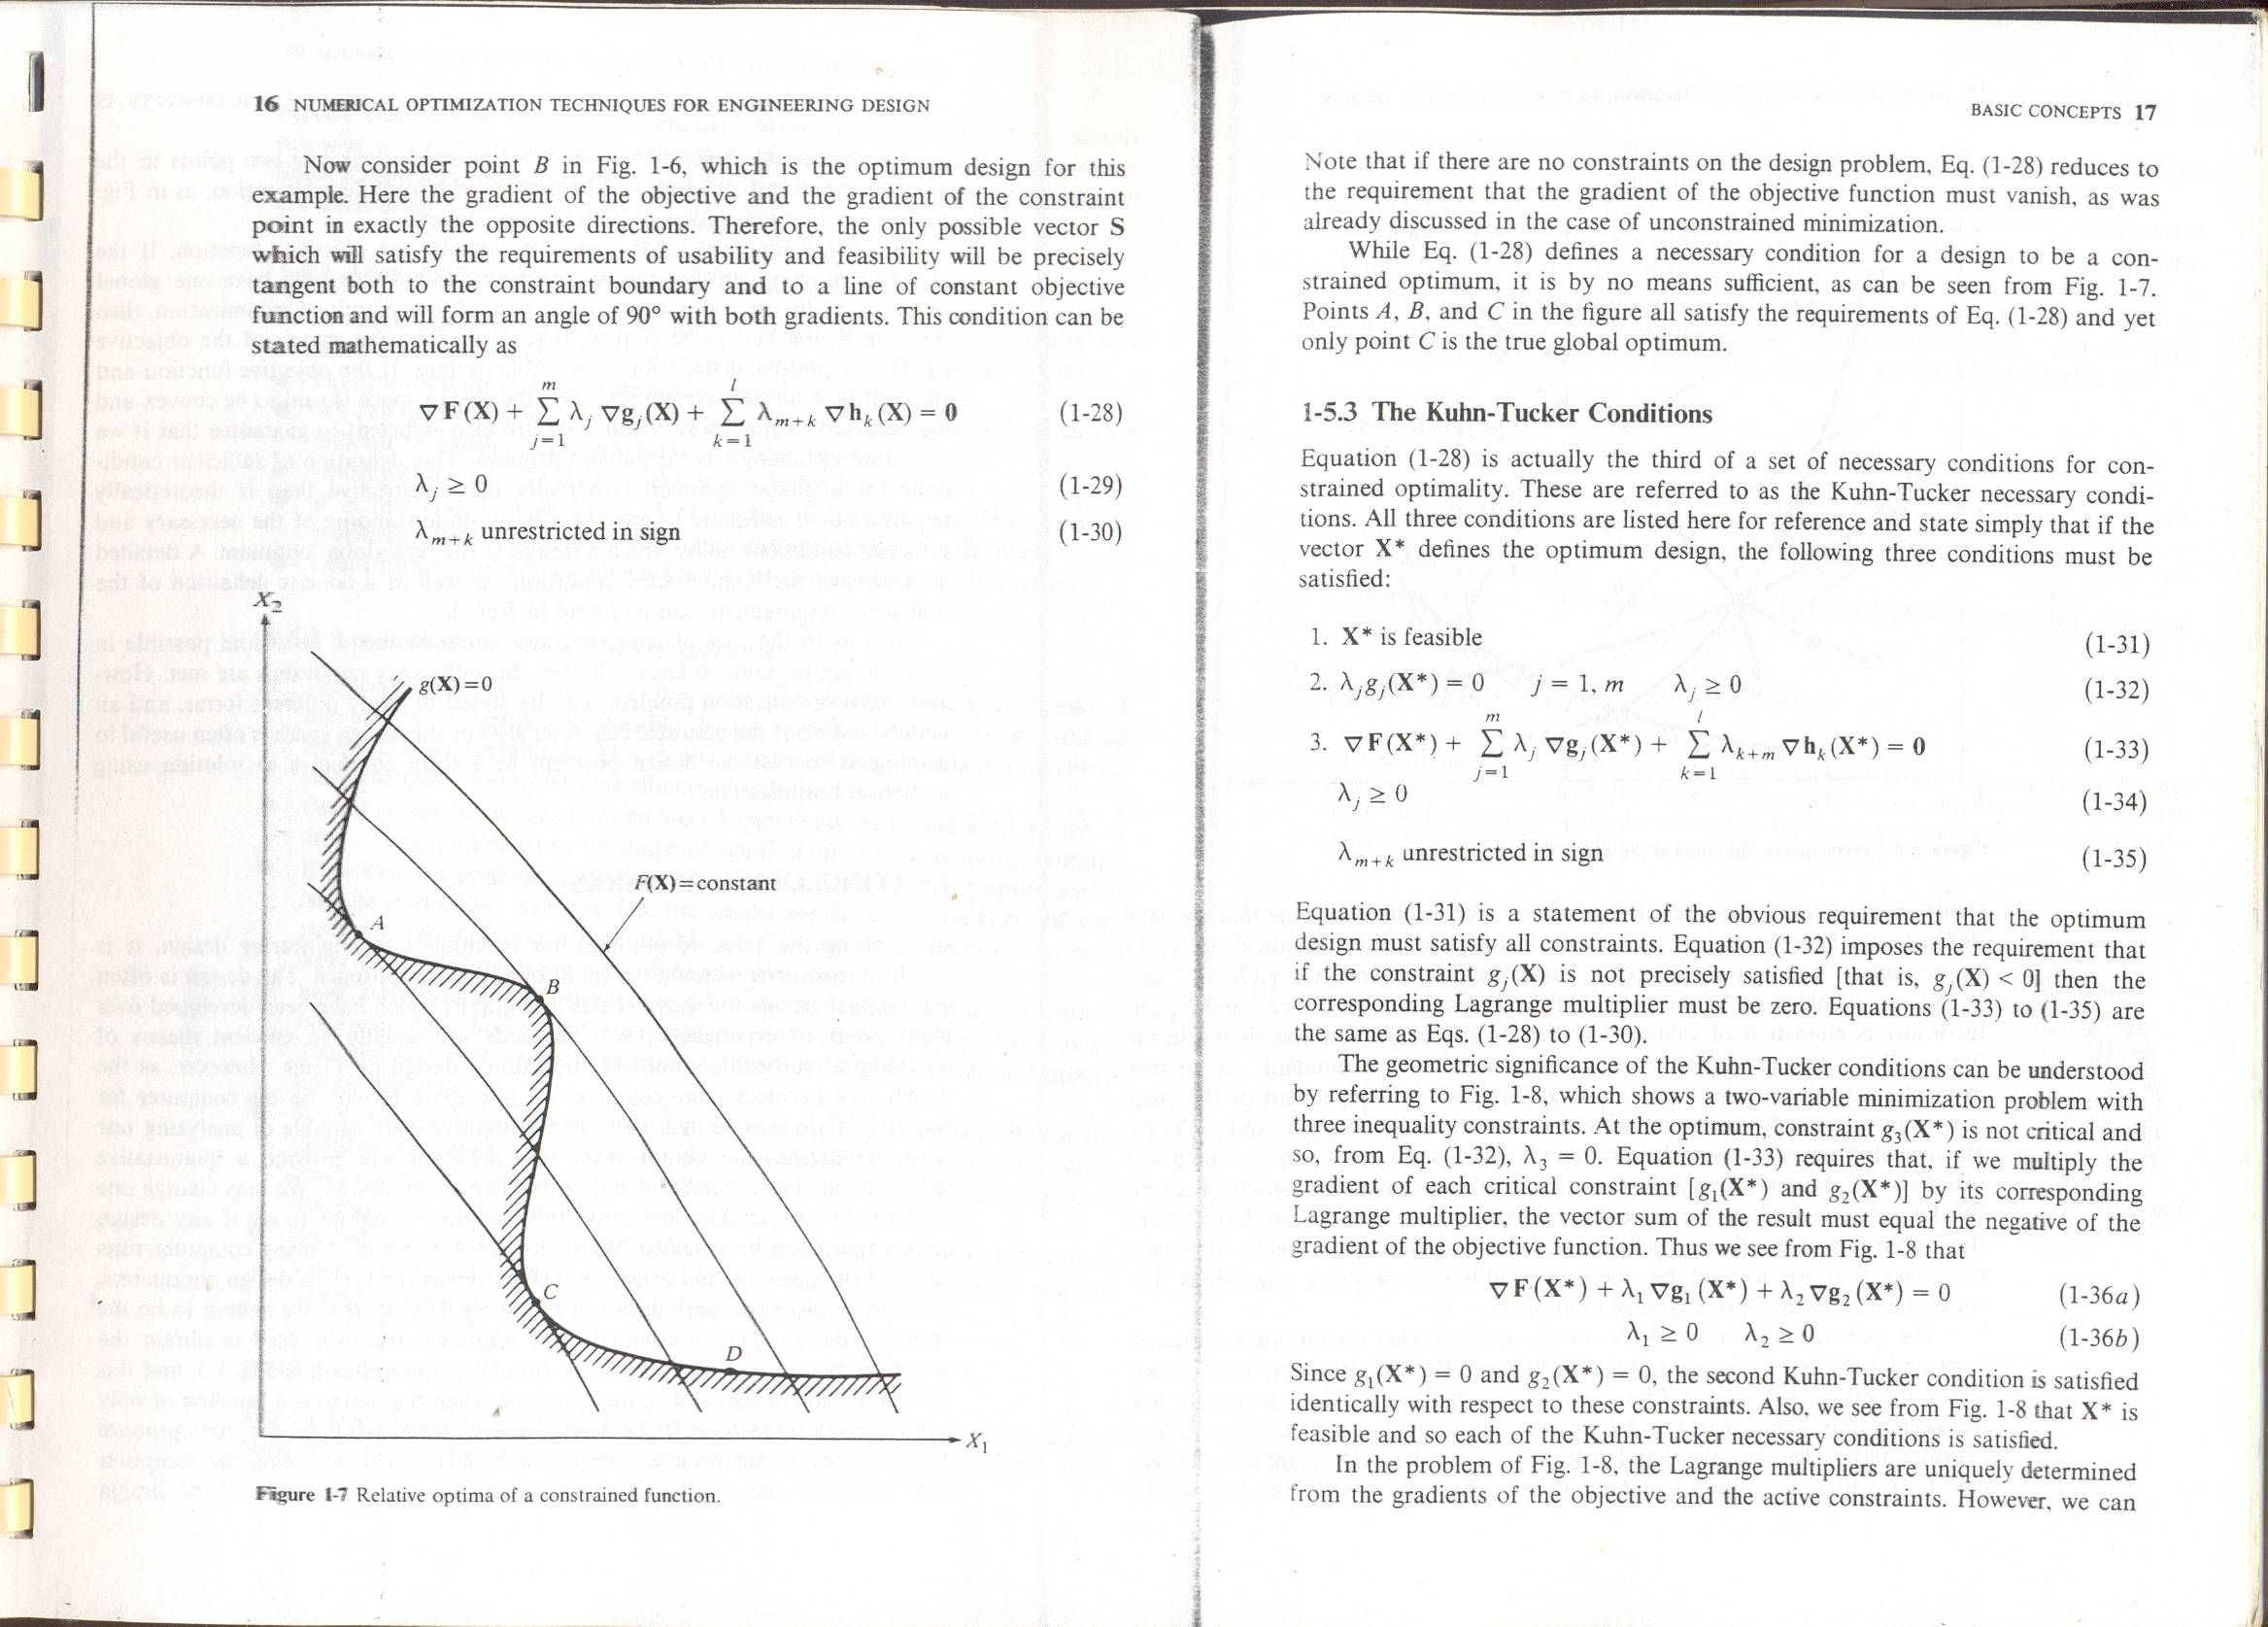 16 NUMERICAL OPTIMIZATION TECHNIQUES FOR ENGINEERING DESIGN
Now consider point B in Fig. 1-6, which is the optimum design for this
example. Here the gradient of the objective and the gradient of the constraint
point in exactly the opposite directions. Therefore, the only possible vector S
which will satisfy the requirements of usability and feasibility will be precisely
tangent both to the constraint boundary and to a line of constant objective
function and will form an angle of 90° with both gradients. This condition can be
stated mathematically as
∇F(X) + ∑_{j=1}^{m} λ_j ∇g_j(X) + ∑_{k=1}^{l} λ_{m+k} ∇h_k(X) = 0 (1-28)
λ_j ≥ 0 (1-29)
λ_{m+k} unrestricted in sign (1-30)
X₂
g(X)=0
F(X)=constant
A
B
C
D
X₁
Figure 1-7 Relative optima of a constrained function.
BASIC CONCEPTS 17
Note that if there are no constraints on the design problem, Eq. (1-28) reduces to
the requirement that the gradient of the objective function must vanish, as was
already discussed in the case of unconstrained minimization.
While Eq. (1-28) defines a necessary condition for a design to be a con-
strained optimum, it is by no means sufficient, as can be seen from Fig. 1-7.
Points A, B, and C in the figure all satisfy the requirements of Eq. (1-28) and yet
only point C is the true global optimum.
1-5.3 The Kuhn-Tucker Conditions
Equation (1-28) is actually the third of a set of necessary conditions for con-
strained optimality. These are referred to as the Kuhn-Tucker necessary condi-
tions. All three conditions are listed here for reference and state simply that if the
vector X* defines the optimum design, the following three conditions must be
satisfied:
1. X* is feasible (1-31)
2. λ_j g_j(X*) = 0 j = 1, m λ_j ≥ 0 (1-32)
3. ∇F(X*) + ∑_{j=1}^{m} λ_j ∇g_j(X*) + ∑_{k=1}^{l} λ_{k+m} ∇h_k(X*) = 0 (1-33)
λ_j ≥ 0 (1-34)
λ_{m+k} unrestricted in sign (1-35)
Equation (1-31) is a statement of the obvious requirement that the optimum
design must satisfy all constraints. Equation (1-32) imposes the requirement that
if the constraint g_j(X) is not precisely satisfied [that is, g_j(X) < 0] then the
corresponding Lagrange multiplier must be zero. Equations (1-33) to (1-35) are
the same as Eqs. (1-28) to (1-30).
The geometric significance of the Kuhn-Tucker conditions can be understood
by referring to Fig. 1-8, which shows a two-variable minimization problem with
three inequality constraints. At the optimum, constraint g₃(X*) is not critical and
so, from Eq. (1-32), λ₃ = 0. Equation (1-33) requires that, if we multiply the
gradient of each critical constraint [g₁(X*) and g₂(X*)] by its corresponding
Lagrange multiplier, the vector sum of the result must equal the negative of the
gradient of the objective function. Thus we see from Fig. 1-8 that
∇F(X*) + λ₁ ∇g₁(X*) + λ₂ ∇g₂(X*) = 0 (1-36a)
λ₁ ≥ 0 λ₂ ≥ 0 (1-36b)
Since g₁(X*) = 0 and g₂(X*) = 0, the second Kuhn-Tucker condition is satisfied
identically with respect to these constraints. Also, we see from Fig. 1-8 that X* is
feasible and so each of the Kuhn-Tucker necessary conditions is satisfied.
In the problem of Fig. 1-8, the Lagrange multipliers are uniquely determined
from the gradients of the objective and the active constraints. However, we can